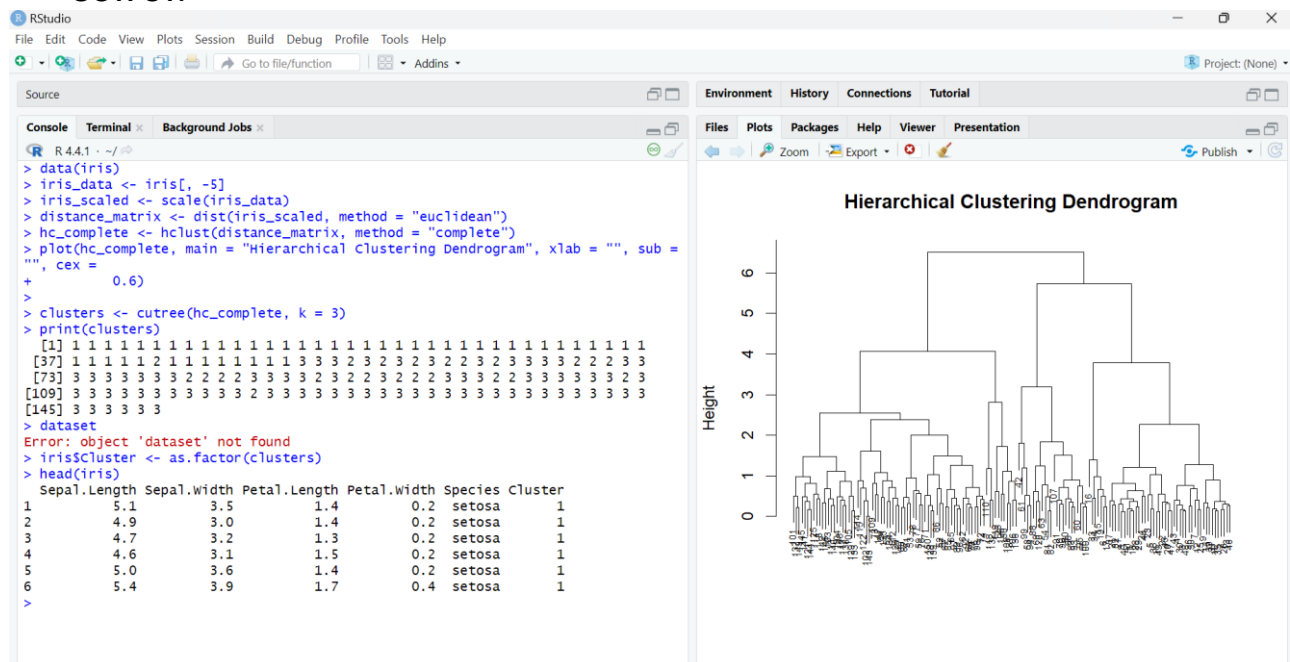 RStudio
File Edit Code View Plots Session Build Debug Profile Tools Help
Go to file/function
Addins
Project: (None)
Source
Console Terminal Background Jobs
R 4.4.1 · ~/
> data(iris)
> iris_data <- iris[, -5]
> iris_scaled <- scale(iris_data)
> distance_matrix <- dist(iris_scaled, method = "euclidean")
> hc_complete <- hclust(distance_matrix, method = "complete")
> plot(hc_complete, main = "Hierarchical Clustering Dendrogram", xlab = "", sub =
"", cex =
+ 0.6)
>
> clusters <- cutree(hc_complete, k = 3)
> print(clusters)
[1] 1 1 1 1 1 1 1 1 1 1 1 1 1 1 1 1 1 1 1 1 1 1 1 1 1 1 1 1 1 1 1 1 1 1 1 1
[37] 1 1 1 1 1 2 1 1 1 1 1 1 1 1 3 3 3 2 3 2 3 2 3 2 2 3 2 3 3 3 3 2 2 2 3 3
[73] 3 3 3 3 3 3 3 2 2 2 2 3 3 3 3 2 3 2 2 3 2 2 2 3 3 3 2 2 3 3 3 3 3 3 2 3
[109] 3 3 3 3 3 3 3 3 3 3 3 2 3 3 3 3 3 3 3 3 3 3 3 3 3 3 3 3 3 3 3 3 3 3 3 3
[145] 3 3 3 3 3 3
> dataset
Error: object 'dataset' not found
> iris$Cluster <- as.factor(clusters)
> head(iris)
Sepal.Length Sepal.Width Petal.Length Petal.Width Species Cluster
1 5.1 3.5 1.4 0.2 setosa 1
2 4.9 3.0 1.4 0.2 setosa 1
3 4.7 3.2 1.3 0.2 setosa 1
4 4.6 3.1 1.5 0.2 setosa 1
5 5.0 3.6 1.4 0.2 setosa 1
6 5.4 3.9 1.7 0.4 setosa 1
>
Environment History Connections Tutorial
Files Plots Packages Help Viewer Presentation
Zoom Export Publish
Hierarchical Clustering Dendrogram
Height
6
5
4
3
2
1
0
42
107
16
110
61
63